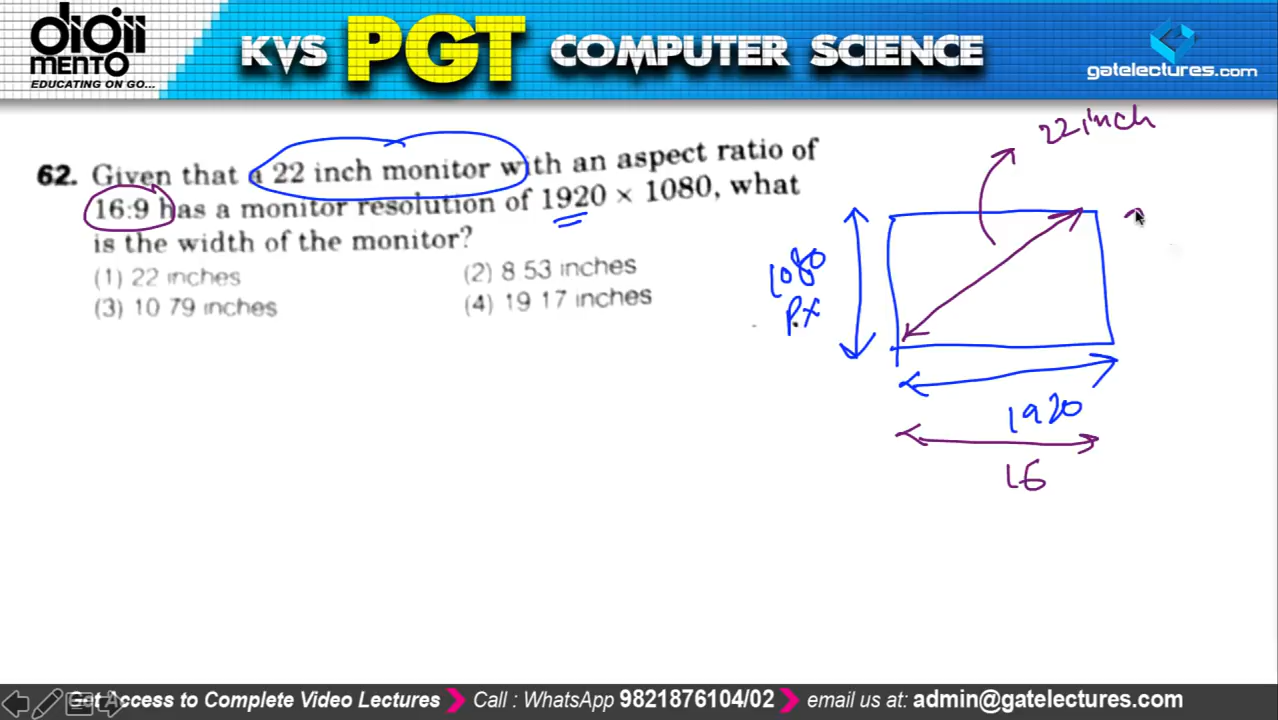 digii
MENTO
EDUCATING ON GO...
KVS PGT COMPUTER SCIENCE
gatelectures.com
22 inch
62. Given that a 22 inch monitor with an aspect ratio of
16:9 has a monitor resolution of 1920 × 1080, what
is the width of the monitor?
(1) 22 inches
(2) 8 53 inches
(3) 10 79 inches
(4) 19 17 inches
1080
Px
1920
16
Get Access to Complete Video Lectures
Call : WhatsApp 9821876104/02
email us at: admin@gatelectures.com